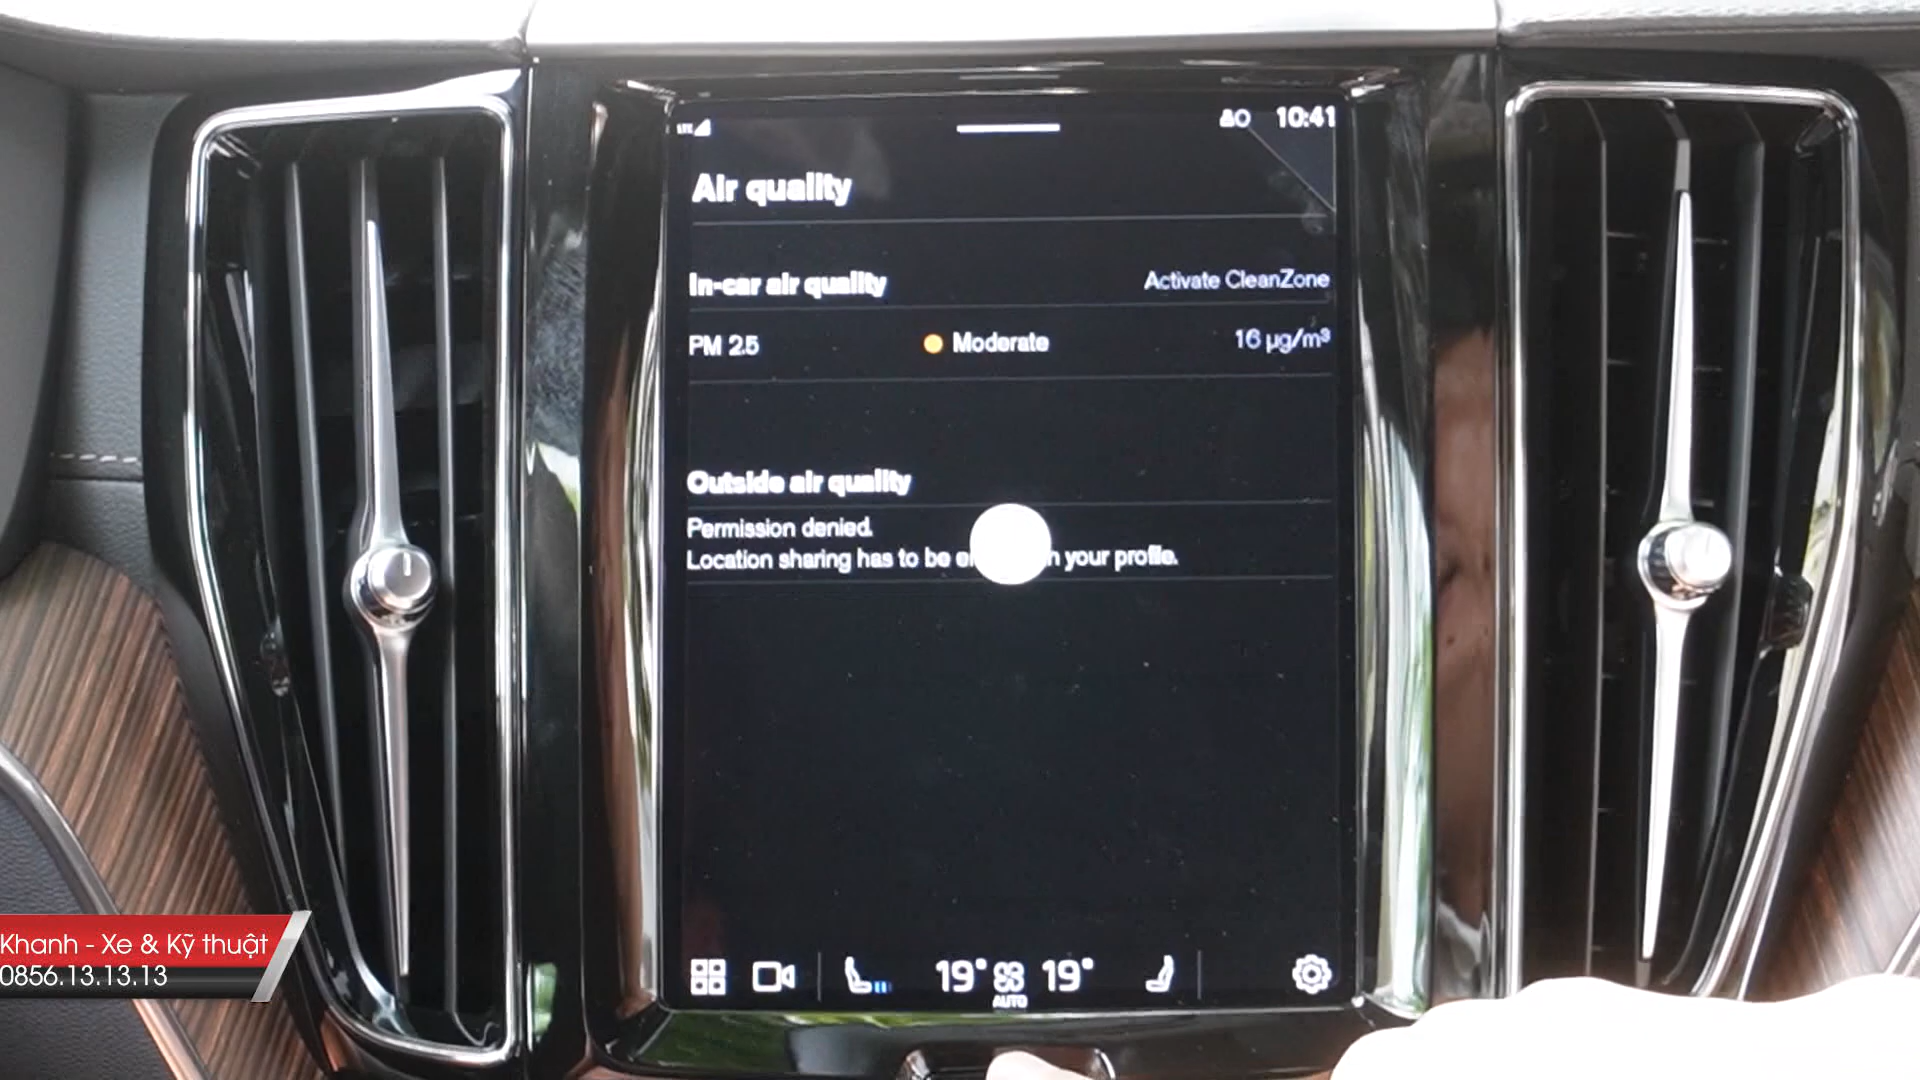 LTE
10:41
Air quality
In-car air quality
Activate CleanZone
PM 2.5
Moderate
16 µg/m³
Outside air quality
Permission denied.
Location sharing has to be your profile.
19° 19°
AUTO
Khanh - Xe & Kỹ thuật
0856.13.13.13